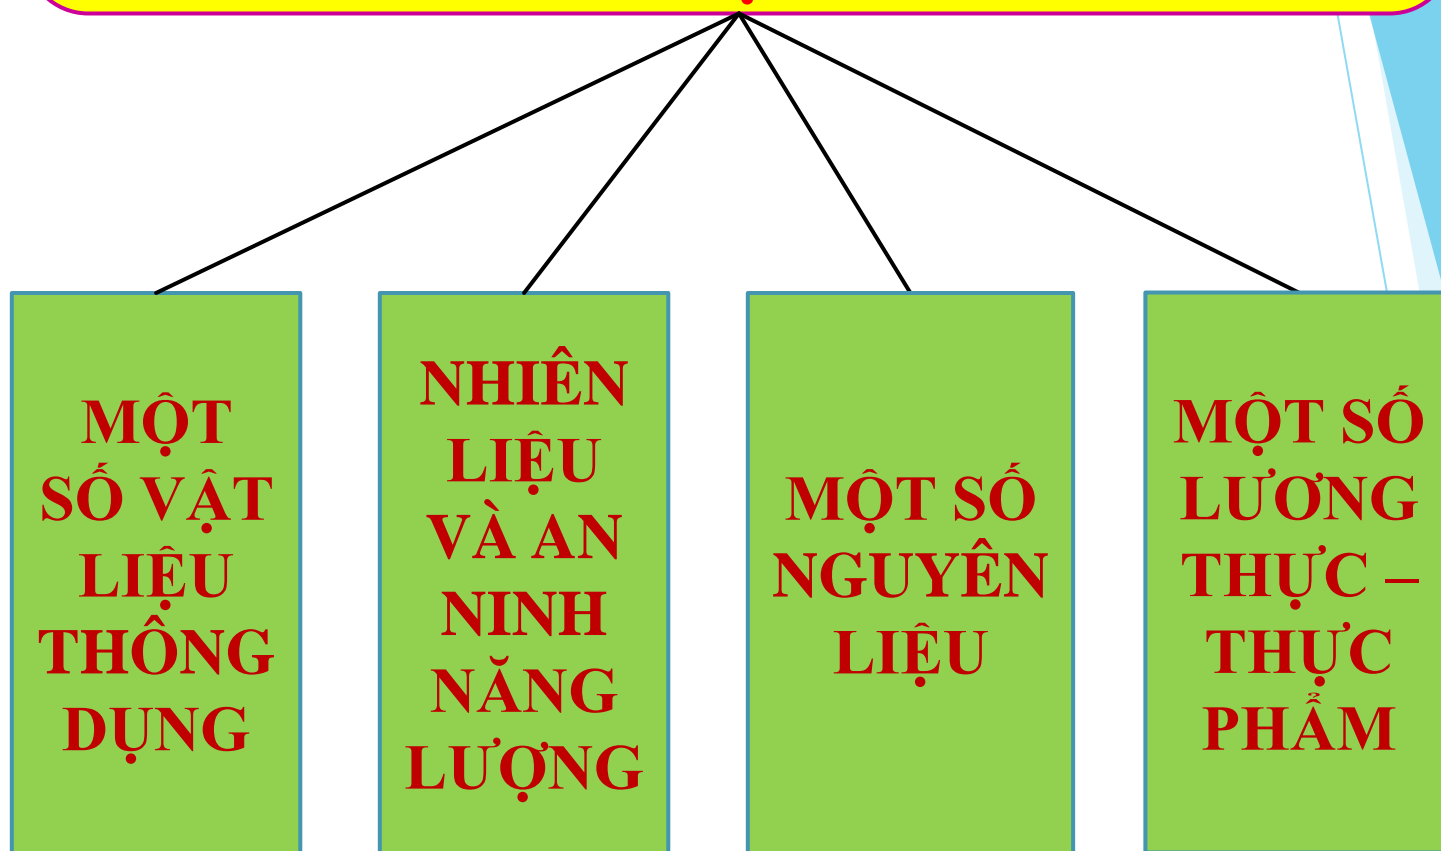 MỘT
SỐ VẬT
LIỆU
THÔNG
DỤNG
NHIÊN
LIỆU
VÀ AN
NINH
NĂNG
LƯỢNG
MỘT SỐ
NGUYÊN
LIỆU
MỘT SỐ
LƯƠNG
THỰC –
THỰC
PHẨM